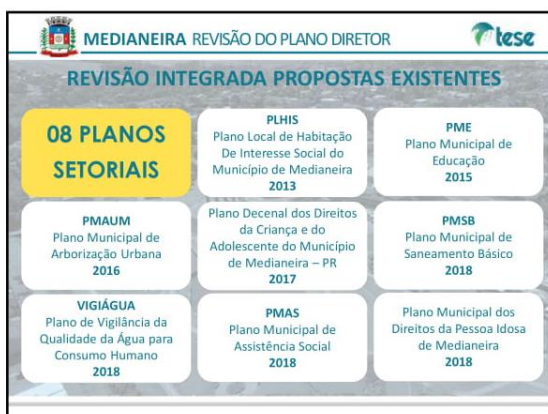 MEDIANEIRA REVISÃO DO PLANO DIRETOR
tese
REVISÃO INTEGRADA PROPOSTAS EXISTENTES
08 PLANOS
SETORIAIS
PLHIS
Plano Local de Habitação
De Interesse Social do
Município de Medianeira
2013
PME
Plano Municipal de
Educação
2015
PMAUM
Plano Municipal de
Arborização Urbana
2016
Plano Decenal dos Direitos
da Criança e do
Adolescente do Município
de Medianeira – PR
2017
PMSB
Plano Municipal de
Saneamento Básico
2018
VIGIÁGUA
Plano de Vigilância da
Qualidade da Água para
Consumo Humano
2018
PMAS
Plano Municipal de
Assistência Social
2018
Plano Municipal dos
Direitos da Pessoa Idosa
de Medianeira
2018